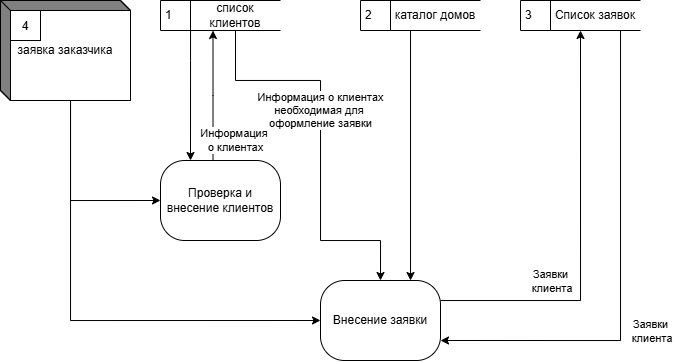 4
заявка заказчика
1
список
клиентов
2
каталог домов
3
Список заявок
Информация о клиентах
необходимая для
оформление заявки
Информация
о клиентах
Проверка и
внесение клиентов
Заявки
клиента
Внесение заявки
Заявки
клиента